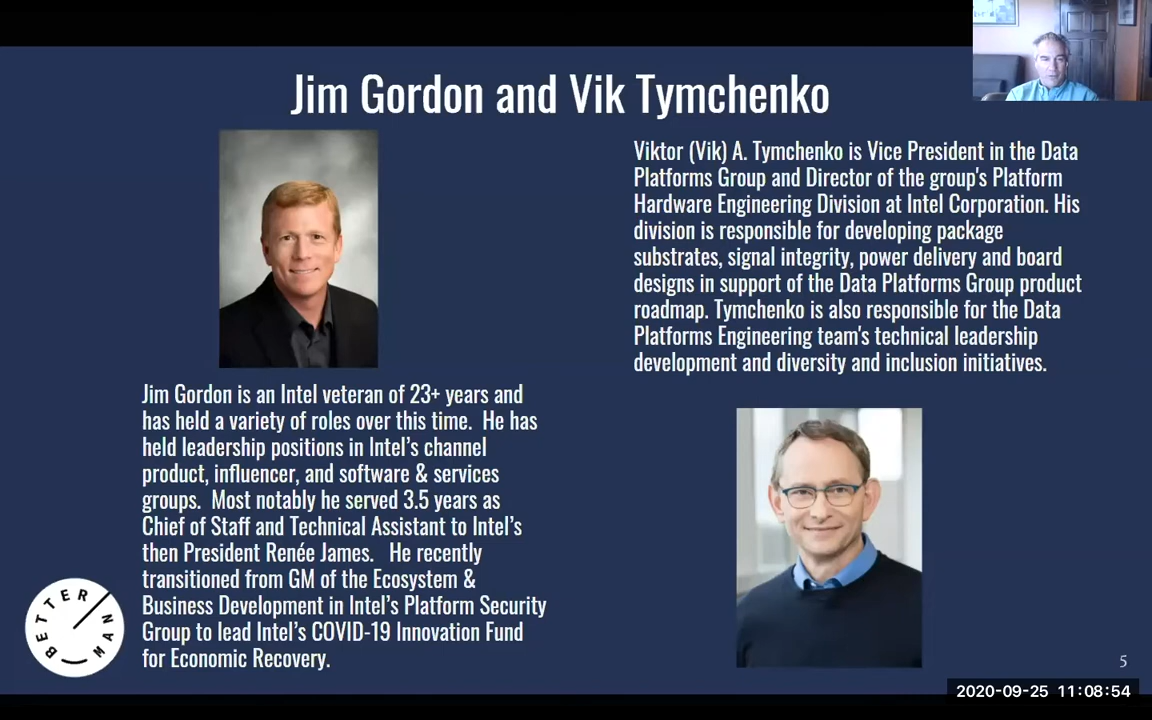 Jim Gordon and Vik Tymchenko
Jim Gordon is an Intel veteran of 23+ years and
has held a variety of roles over this time.  He has
held leadership positions in Intel’s channel
product, influencer, and software & services
groups.  Most notably he served 3.5 years as
Chief of Staff and Technical Assistant to Intel’s
then President Renée James.   He recently
transitioned from GM of the Ecosystem &
Business Development in Intel’s Platform Security
Group to lead Intel’s COVID-19 Innovation Fund
for Economic Recovery.
Viktor (Vik) A. Tymchenko is Vice President in the Data
Platforms Group and Director of the group's Platform
Hardware Engineering Division at Intel Corporation. His
division is responsible for developing package
substrates, signal integrity, power delivery and board
designs in support of the Data Platforms Group product
roadmap. Tymchenko is also responsible for the Data
Platforms Engineering team's technical leadership
development and diversity and inclusion initiatives.
BETTER
MAN
5
2020-09-25 11:08:54